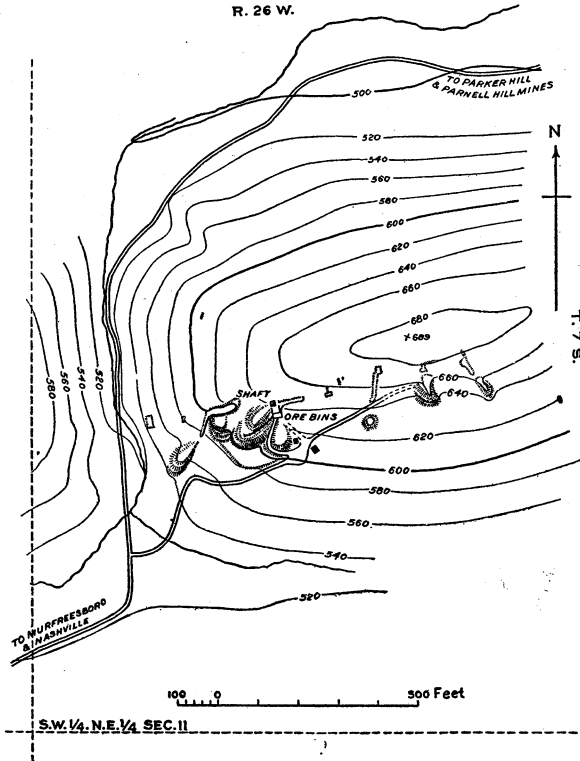 R. 26 W.
TO PARKER HILL
& PARNELL HILL MINES
500
520
540
560
580
600
620
640
660
680
x689
N
T. 7 S.
580
560
540
520
SHAFT
ORE BINS
660
640
620
600
580
560
540
520
TO MURFREESBORO
& NASHVILLE
100 0 500 Feet
S.W. 1/4. N.E. 1/4 SEC. 11